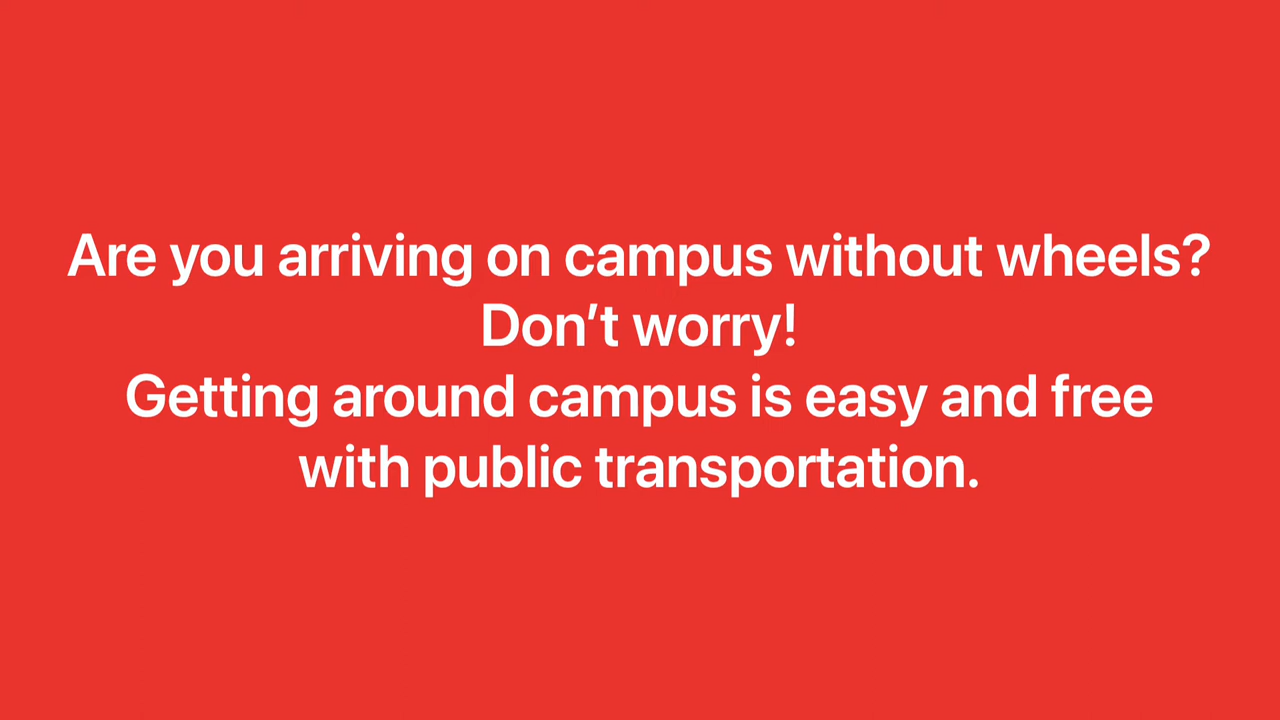 Are you arriving on campus without wheels?
Don’t worry!
Getting around campus is easy and free
with public transportation.